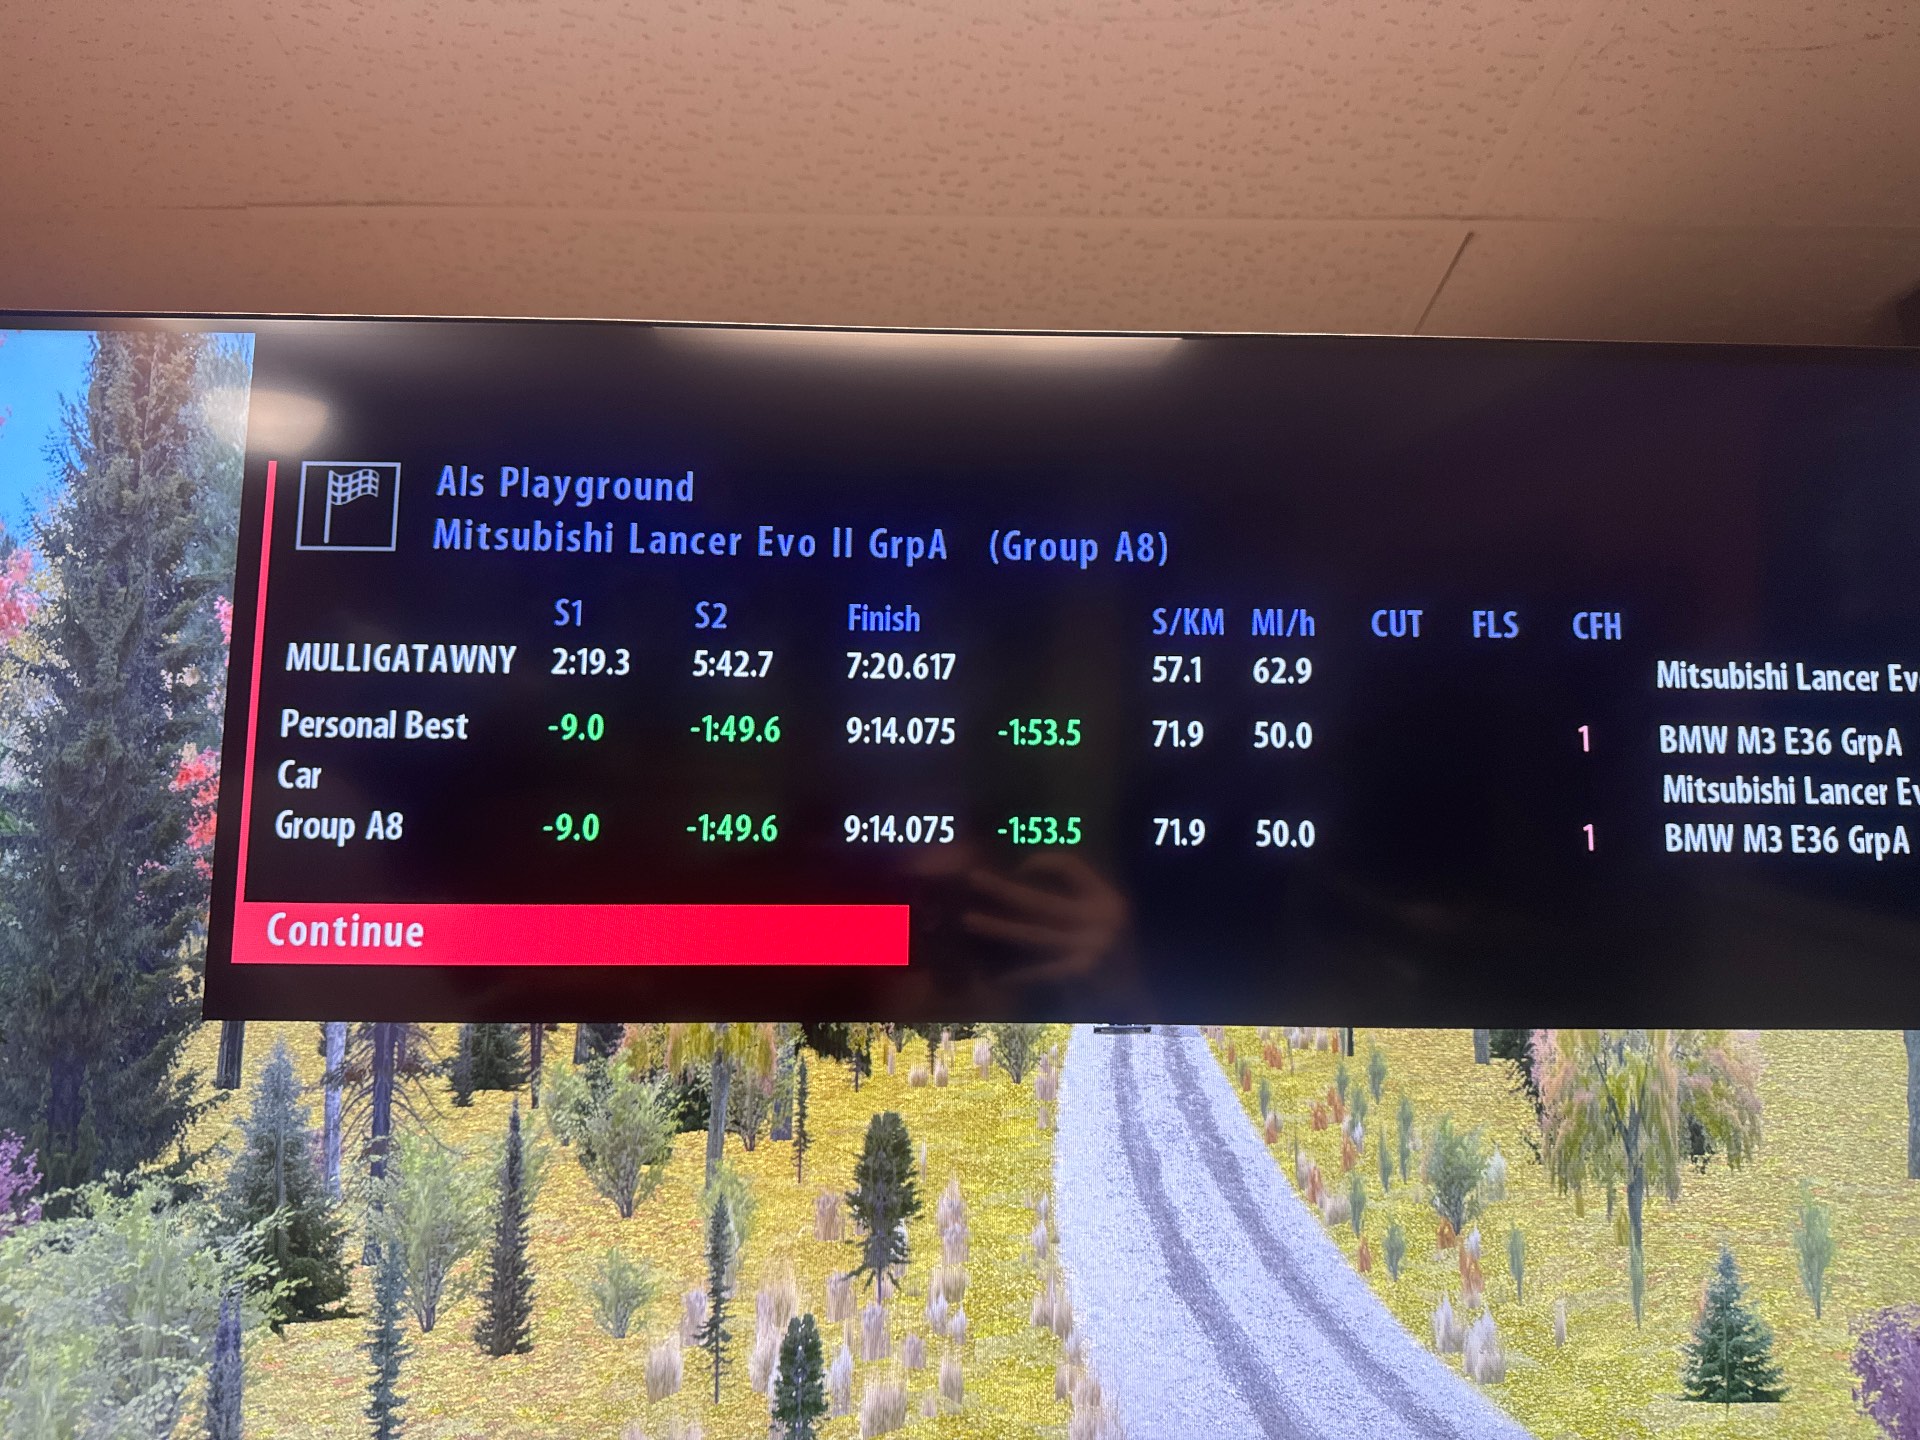 Als Playground
Mitsubishi Lancer Evo II GrpA (Group A8)
S1 S2 Finish S/KM MI/h CUT FLS CFH
MULLIGATAWNY 2:19.3 5:42.7 7:20.617 57.1 62.9 Mitsubishi Lancer
Personal Best -9.0 -1:49.6 9:14.075 -1:53.5 71.9 50.0 1 BMW M3 E36 GrpA
Car Mitsubishi Lancer
Group A8 -9.0 -1:49.6 9:14.075 -1:53.5 71.9 50.0 1 BMW M3 E36 GrpA
Continue